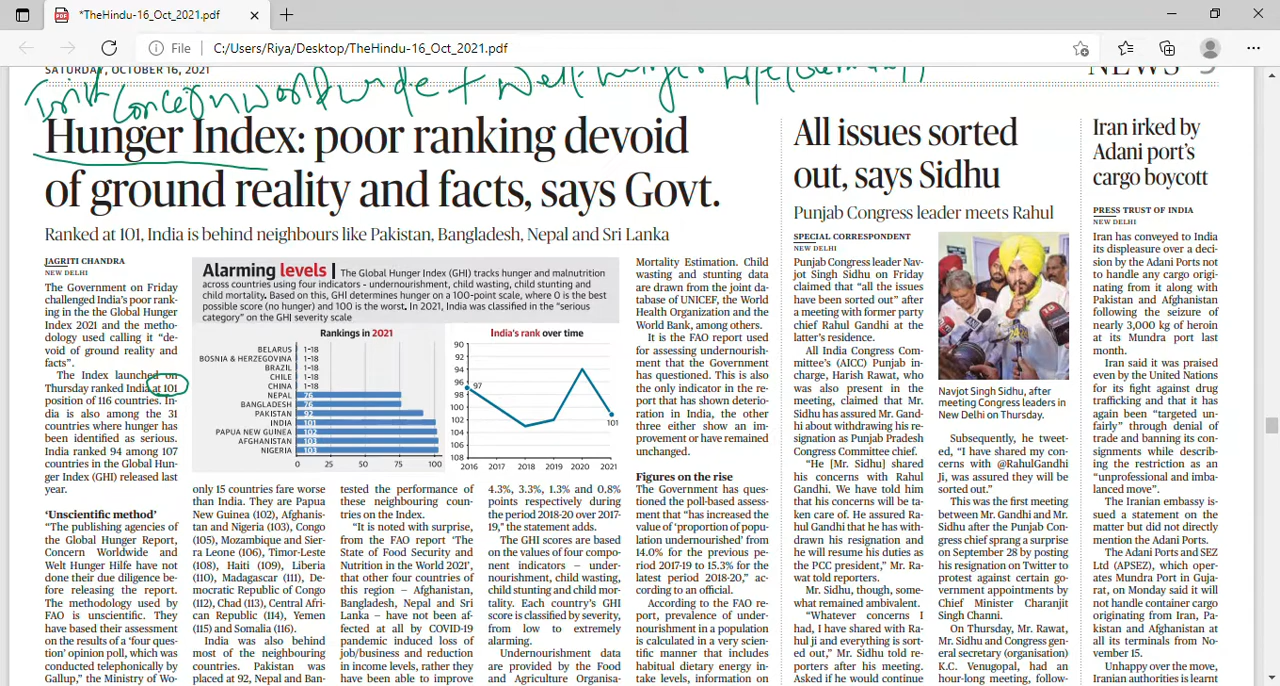 *TheHindu-16_Oct_2021.pdf
File
C:/Users/Riya/Desktop/TheHindu-16_Oct_2021.pdf
SATURDAY, OCTOBER 16, 2021
NEWS
Hunger Index: poor ranking devoid
of ground reality and facts, says Govt.
Ranked at 101, India is behind neighbours like Pakistan, Bangladesh, Nepal and Sri Lanka
JAGRITI CHANDRA
NEW DELHI
The Government on Friday
challenged India's poor rank-
ing in the the Global Hunger
Index 2021 and the metho-
dology used calling it "de-
void of ground reality and
facts".
The Index launched on
Thursday ranked India at 101
position of 116 countries. In-
dia is also among the 31
countries where hunger has
been identified as serious.
India ranked 94 among 107
countries in the Global Hun-
ger Index (GHI) released last
year.
'Unscientific method'
"The publishing agencies of
the Global Hunger Report,
Concern Worldwide and
Welt Hunger Hilfe have not
done their due diligence be-
fore releasing the report.
The methodology used by
FAO is unscientific. They
have based their assessment
on the results of a 'four ques-
tion' opinion poll, which was
conducted telephonically by
Gallup," the Ministry of Wo-
Alarming levels | The Global Hunger Index (GHI) tracks hunger and malnutrition
across countries using four indicators - undernourishment, child wasting, child stunting and
child mortality. Based on this, GHI determines hunger on a 100-point scale, where 0 is the best
possible score (no hunger) and 100 is the worst. In 2021, India was classified in the "serious
category" on the GHI severity scale
Rankings in 2021
BELARUS 1-18
BOSNIA & HERZEGOVINA 1-18
BRAZIL 1-18
CHILE 1-18
CHINA 1-18
NEPAL 76
BANGLADESH 76
PAKISTAN 92
INDIA 101
PAPUA NEW GUINEA 102
AFGHANISTAN 103
NIGERIA 103
0 25 50 75 100
India's rank over time
90
92
94
96
98
100
102
104
106
108
97
101
2016 2017 2018 2019 2020 2021
only 15 countries fare worse
than India. They are Papua
New Guinea (102), Afghanis-
tan and Nigeria (103), Congo
(105), Mozambique and Sier-
ra Leone (106), Timor-Leste
(108), Haiti (109), Liberia
(110), Madagascar (111), De-
mocratic Republic of Congo
(112), Chad (113), Central Afri-
can Republic (114), Yemen
(115) and Somalia (116).
India was also behind
most of the neighbouring
countries. Pakistan was
placed at 92, Nepal and Ban-
tested the performance of
these neighbouring coun-
tries on the Index.
"It is noted with surprise,
from the FAO report 'The
State of Food Security and
Nutrition in the World 2021',
that other four countries of
this region – Afghanistan,
Bangladesh, Nepal and Sri
Lanka – have not been af-
fected at all by COVID-19
pandemic induced loss of
job/business and reduction
in income levels, rather they
have been able to improve
4.3%, 3.3%, 1.3% and 0.8%
points respectively during
the period 2018-20 over 2017-
19," the statement adds.
The GHI scores are based
on the values of four compo-
nent indicators – under-
nourishment, child wasting,
child stunting and child mor-
tality. Each country's GHI
score is classified by severity,
from low to extremely
alarming.
Undernourishment data
are provided by the Food
and Agriculture Organisa-
Mortality Estimation. Child
wasting and stunting data
are drawn from the joint da-
tabase of UNICEF, the World
Health Organization and the
World Bank, among others.
It is the FAO report used
for assessing undernourish-
ment that the Government
has questioned. This is also
the only indicator in the re-
port that has shown deterio-
ration in India, the other
three either show an im-
provement or have remained
unchanged.
Figures on the rise
The Government has ques-
tioned the poll-based assess-
ment that "has increased the
value of 'proportion of popu-
lation undernourished' from
14.0% for the previous pe-
riod 2017-19 to 15.3% for the
latest period 2018-20," ac-
cording to an official.
According to the FAO re-
port, prevalence of under-
nourishment in a population
is calculated in a very scien-
tific manner that includes
habitual dietary energy in-
take levels, information on
All issues sorted
out, says Sidhu
Punjab Congress leader meets Rahul
SPECIAL CORRESPONDENT
NEW DELHI
Punjab Congress leader Nav-
jot Singh Sidhu on Friday
claimed that "all the issues
have been sorted out" after
a meeting with former party
chief Rahul Gandhi at the
latter's residence.
All India Congress Com-
mittee's (AICC) Punjab in-
charge, Harish Rawat, who
was also present in the
meeting, claimed that Mr.
Sidhu has assured Mr. Gand-
hi about withdrawing his re-
signation as Punjab Pradesh
Congress Committee chief.
"He [Mr. Sidhu] shared
his concerns with Rahul
Gandhi. We have told him
that his concerns will be ta-
ken care of. He assured Ra-
hul Gandhi that he has with-
drawn his resignation and
he will resume his duties as
the PCC president," Mr. Ra-
wat told reporters.
Mr. Sidhu, though, some-
what remained ambivalent.
"Whatever concerns I
had, I have shared with Ra-
hul ji and everything is sort-
ed out," Mr. Sidhu told re-
porters after his meeting.
Asked if he would continue
Navjot Singh Sidhu, after
meeting Congress leaders in
New Delhi on Thursday.
Subsequently, he tweet-
ed, "I have shared my con-
cerns with @RahulGandhi
Ji, was assured they will be
sorted out."
This was the first meeting
between Mr. Gandhi and Mr.
Sidhu after the Punjab Con-
gress chief sprang a surprise
on September 28 by posting
his resignation on Twitter to
protest against certain go-
vernment appointments by
Chief Minister Charanjit
Singh Channi.
On Thursday, Mr. Rawat,
Mr. Sidhu and Congress gen-
eral secretary (organisation)
K.C. Venugopal, had an
hour-long meeting, follow-
Iran irked by
Adani port's
cargo boycott
PRESS TRUST OF INDIA
NEW DELHI
Iran has conveyed to India
its displeasure over a deci-
sion by the Adani Ports not
to handle any cargo origi-
nating from it along with
Pakistan and Afghanistan
following the seizure of
nearly 3,000 kg of heroin
at its Mundra port last
month.
Iran said it was praised
even by the United Nations
for its fight against drug
trafficking and that it has
again been "targeted un-
fairly" through denial of
trade and banning its con-
signments while describ-
ing the restriction as
"unprofessional and imba-
lanced move".
The Iranian embassy is-
sued a statement on the
matter but did not directly
mention the Adani Ports.
The Adani Ports and SEZ
Ltd (APSEZ), which oper-
ates Mundra Port in Guja-
rat, on Monday said it will
not handle container cargo
originating from Iran, Pa-
kistan and Afghanistan at
all its terminals from No-
vember 15.
Unhappy over the move,
Iranian authorities is learnt